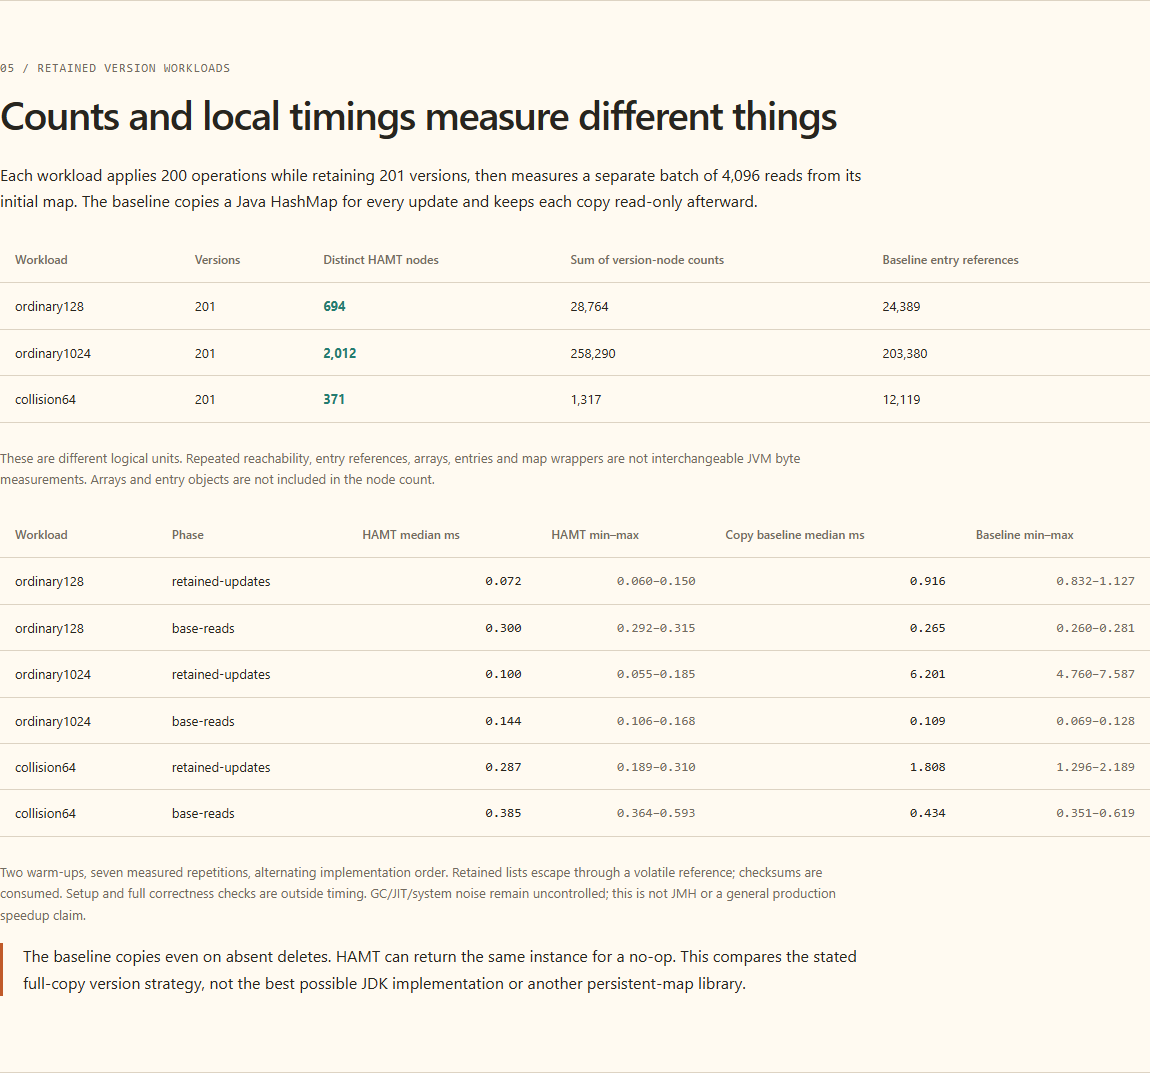 05 / RETAINED VERSION WORKLOADS
Counts and local timings measure different things
Each workload applies 200 operations while retaining 201 versions, then measures a separate batch of 4,096 reads from its
initial map. The baseline copies a Java HashMap for every update and keeps each copy read-only afterward.
Workload Versions Distinct HAMT nodes Sum of version-node counts Baseline entry references
ordinary128 201 694 28,764 24,389
ordinary1024 201 2,012 258,290 203,380
collision64 201 371 1,317 12,119
These are different logical units. Repeated reachability, entry references, arrays, entries and map wrappers are not interchangeable JVM byte
measurements. Arrays and entry objects are not included in the node count.
Workload Phase HAMT median ms HAMT min–max Copy baseline median ms Baseline min–max
ordinary128 retained-updates 0.072 0.060–0.150 0.916 0.832–1.127
ordinary128 base-reads 0.300 0.292–0.315 0.265 0.260–0.281
ordinary1024 retained-updates 0.100 0.055–0.185 6.201 4.760–7.587
ordinary1024 base-reads 0.144 0.106–0.168 0.109 0.069–0.128
collision64 retained-updates 0.287 0.189–0.310 1.808 1.296–2.189
collision64 base-reads 0.385 0.364–0.593 0.434 0.351–0.619
Two warm-ups, seven measured repetitions, alternating implementation order. Retained lists escape through a volatile reference; checksums are
consumed. Setup and full correctness checks are outside timing. GC/JIT/system noise remain uncontrolled; this is not JMH or a general production
speedup claim.
The baseline copies even on absent deletes. HAMT can return the same instance for a no-op. This compares the stated
full-copy version strategy, not the best possible JDK implementation or another persistent-map library.